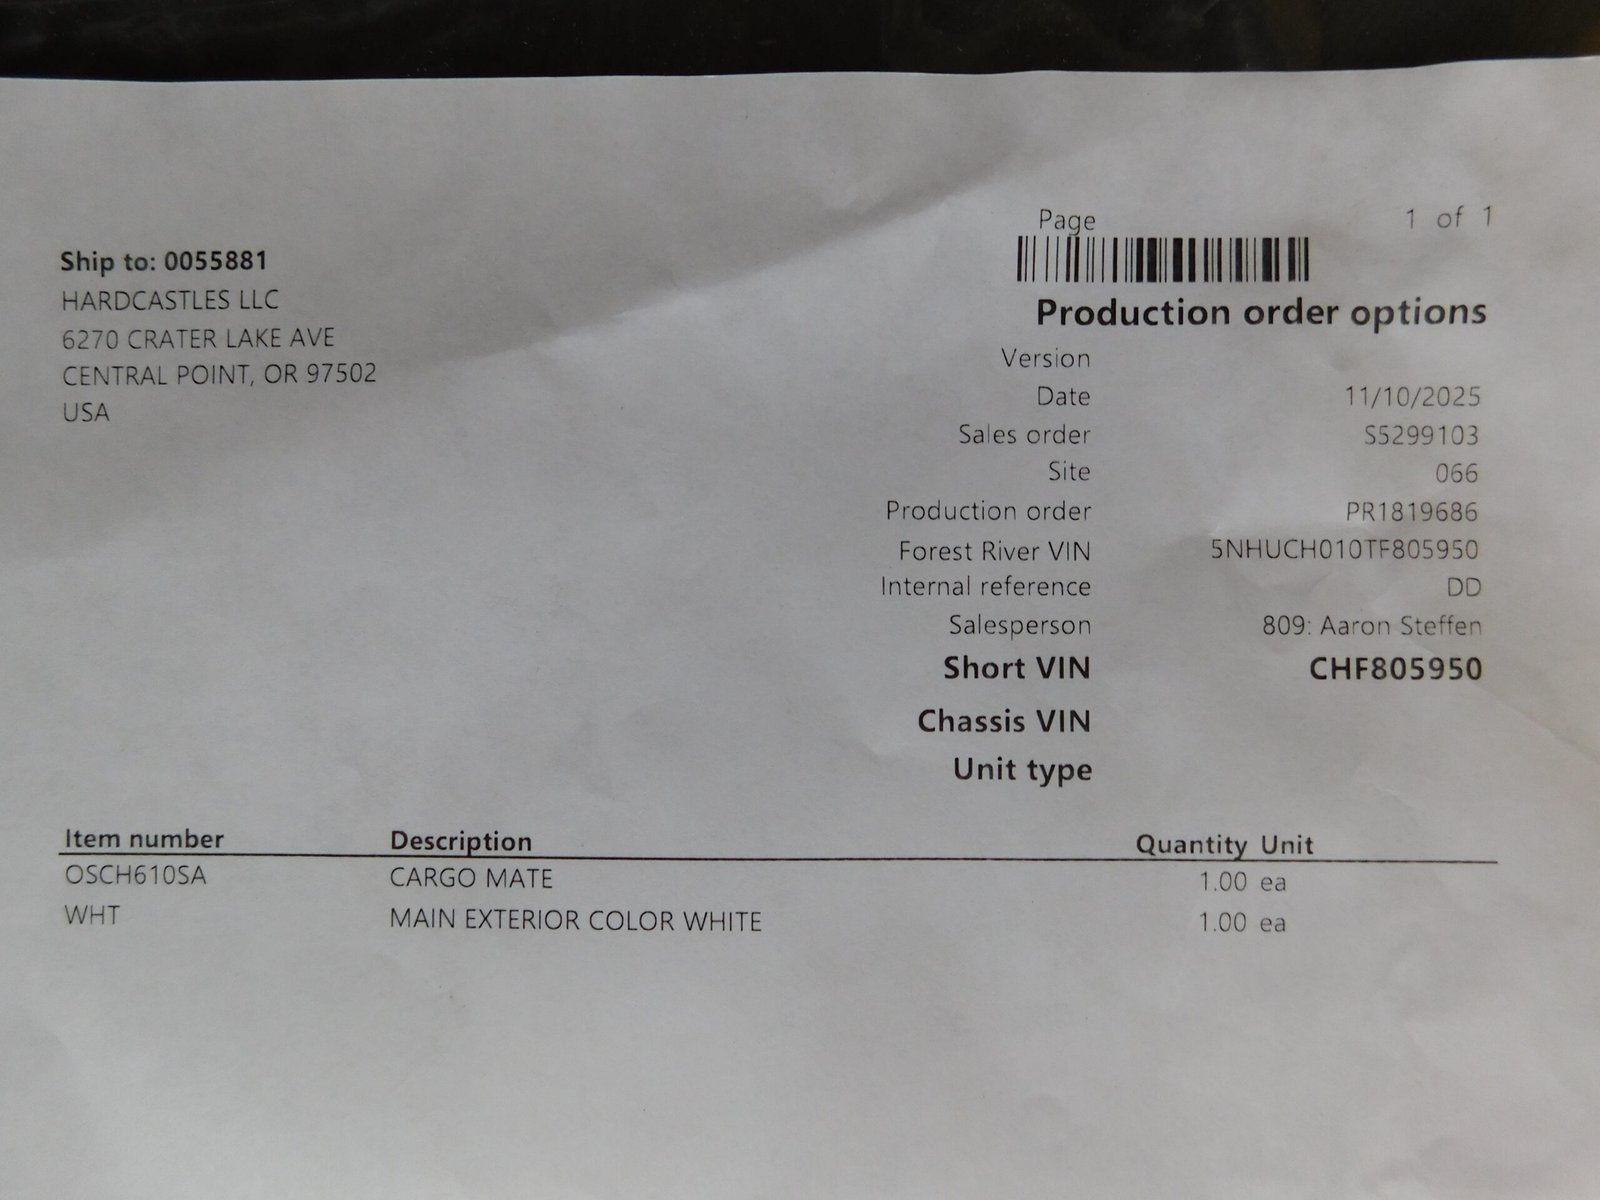 Page 1 of 1
Ship to: 0055881
HARDCASTLES LLC
6270 CRATER LAKE AVE
CENTRAL POINT, OR 97502
USA
Production order options
Version
Date 11/10/2025
Sales order S5299103
Site 066
Production order PR1819686
Forest River VIN 5NHUCH010TF805950
Internal reference DD
Salesperson 809: Aaron Steffen
Short VIN CHF805950
Chassis VIN
Unit type
Item number Description Quantity Unit
OSCH610SA CARGO MATE 1.00 ea
WHT MAIN EXTERIOR COLOR WHITE 1.00 ea